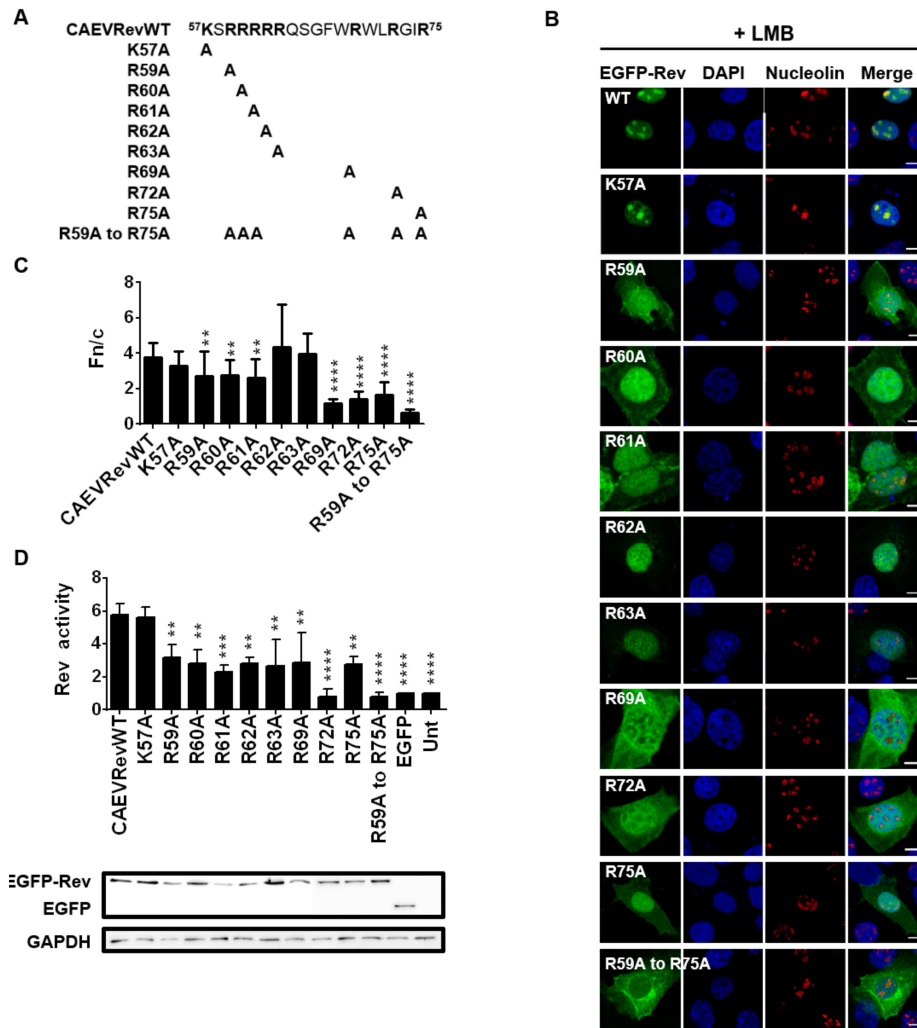 A
CAEVRevWT ⁵⁷KSRRRRRQSGFWRWLRGIR⁷⁵
K57A A
R59A A
R60A A
R61A A
R62A A
R63A A
R69A A
R72A A
R75A A
R59A to R75A AAA A A A
B
+ LMB
EGFP-Rev DAPI Nucleolin Merge
WT
K57A
R59A
R60A
R61A
R62A
R63A
R69A
R72A
R75A
R59A to R75A
C
Fn/c
8
4
2
0
** ** ** **** **** **** ****
CAEVRevWT
K57A
R59A
R60A
R61A
R62A
R63A
R69A
R72A
R75A
R59A to R75A
D
Rev activity
8
6
4
2
0
** ** *** ** ** ** **** ** **** **** ****
CAEVRevWT
K57A
R59A
R60A
R61A
R62A
R63A
R69A
R72A
R75A
R59A to R75A
EGFP
Unt
EGFP-Rev
EGFP
GAPDH